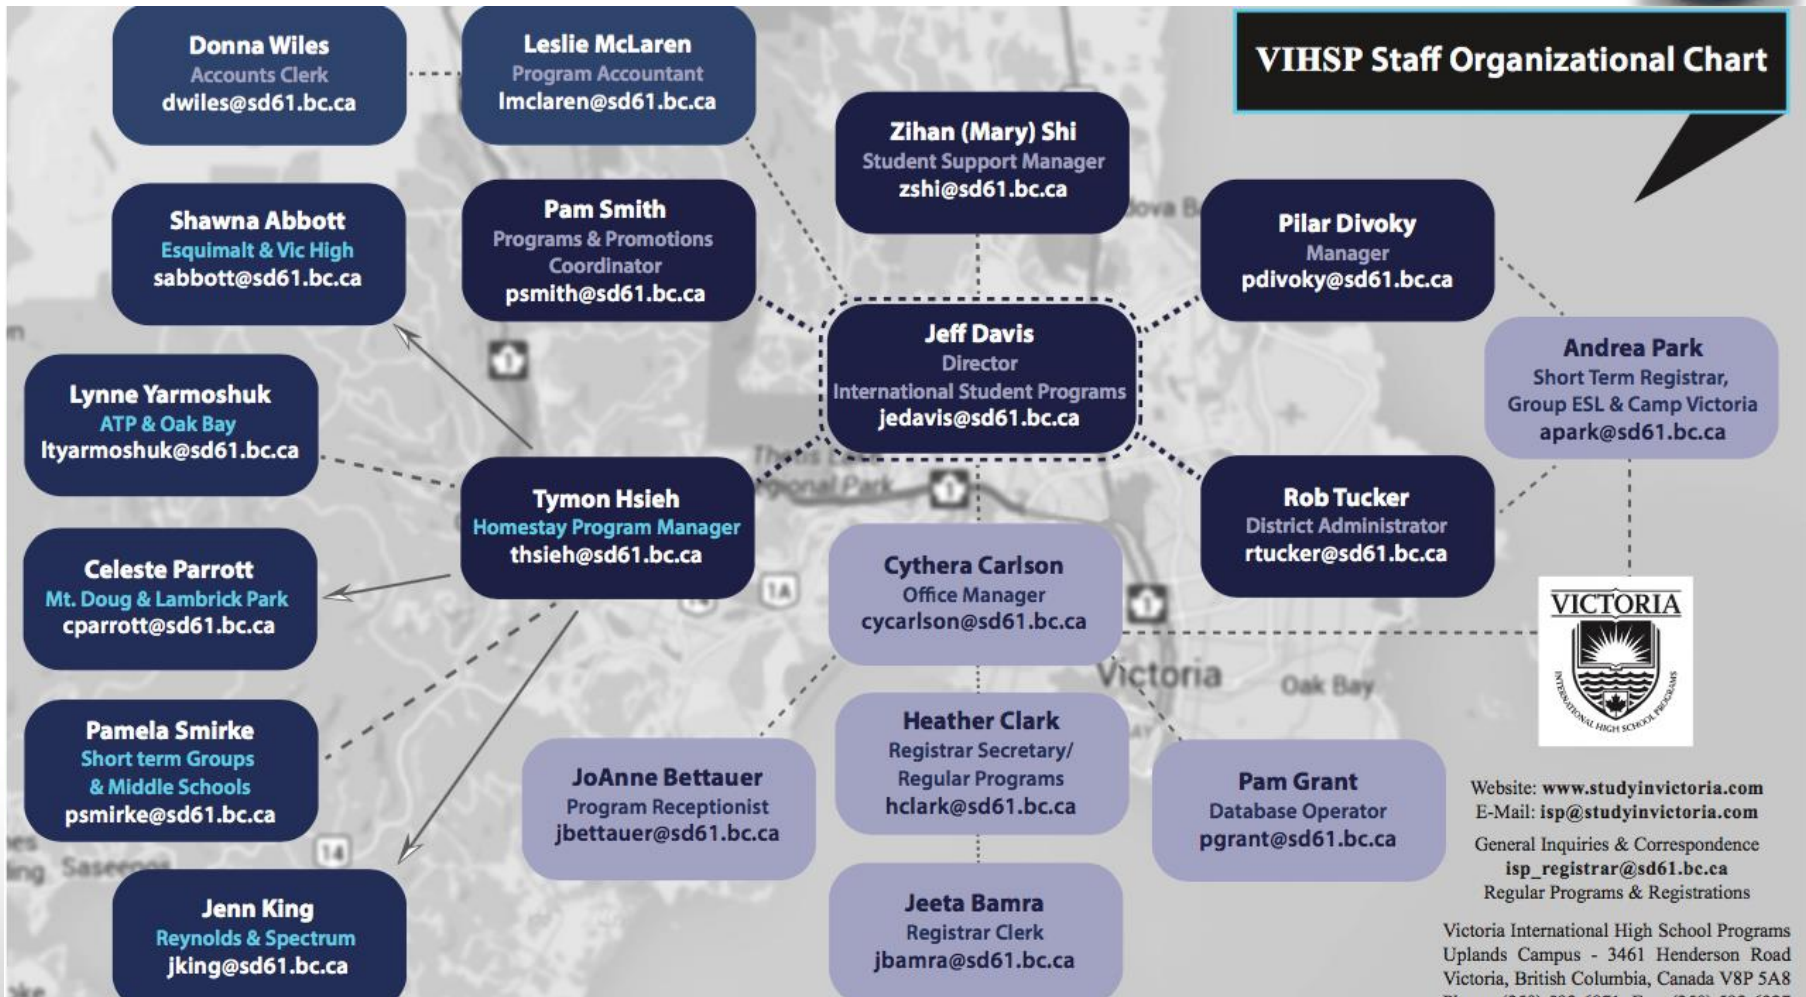 VIHSP Staff Organizational Chart
Donna Wiles
Accounts Clerk
dwiles@sd61.bc.ca
Leslie McLaren
Program Accountant
lmclaren@sd61.bc.ca
Zihan (Mary) Shi
Student Support Manager
zshi@sd61.bc.ca
Shawna Abbott
Esquimalt & Vic High
sabbott@sd61.bc.ca
Pam Smith
Programs & Promotions
Coordinator
psmith@sd61.bc.ca
Pilar Divoky
Manager
pdivoky@sd61.bc.ca
Jeff Davis
Director
International Student Programs
jedavis@sd61.bc.ca
Andrea Park
Short Term Registrar,
Group ESL & Camp Victoria
apark@sd61.bc.ca
Lynne Yarmoshuk
ATP & Oak Bay
ltyarmoshuk@sd61.bc.ca
Tymon Hsieh
Homestay Program Manager
thsieh@sd61.bc.ca
Rob Tucker
District Administrator
rtucker@sd61.bc.ca
Celeste Parrott
Mt. Doug & Lambrick Park
cparrott@sd61.bc.ca
Cythera Carlson
Office Manager
cycarlson@sd61.bc.ca
Pamela Smirke
Short term Groups
& Middle Schools
psmirke@sd61.bc.ca
JoAnne Bettauer
Program Receptionist
jbettauer@sd61.bc.ca
Heather Clark
Registrar Secretary/
Regular Programs
hclark@sd61.bc.ca
Pam Grant
Database Operator
pgrant@sd61.bc.ca
Jenn King
Reynolds & Spectrum
jking@sd61.bc.ca
Jeeta Bamra
Registrar Clerk
jbamra@sd61.bc.ca
VICTORIA
INTERNATIONAL HIGH SCHOOL PROGRAMS
Website: www.studyinvictoria.com
E-Mail: isp@studyinvictoria.com
General Inquiries & Correspondence
isp_registrar@sd61.bc.ca
Regular Programs & Registrations
Victoria International High School Programs
Uplands Campus - 3461 Henderson Road
Victoria, British Columbia, Canada V8P 5A8
Victoria
Oak Bay
Regional Park
1
1
1
1A
14